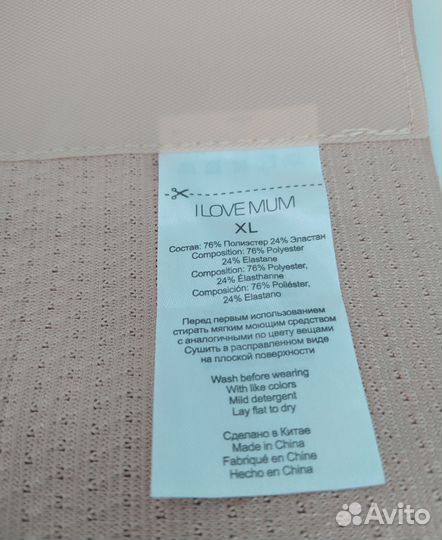 I LOVE MUM
XL
Состав: 76% Полиэстер 24% Эластан
Composition: 76% Polyester
24% Elastane
Composition: 76% Polyester,
24% Élasthanne
Composición: 76% Poliéster,
24% Elastano
Перед первым использованием
стирать мягким моющим средством
с аналогичными по цвету вещами
Сушить в расправленном виде
на плоской поверхности
Wash before wearing
With like colors
Mild detergent
Lay flat to dry
Сделано в Китае
Made in China
Fabriqué en Chine
Hecho en China
Avito